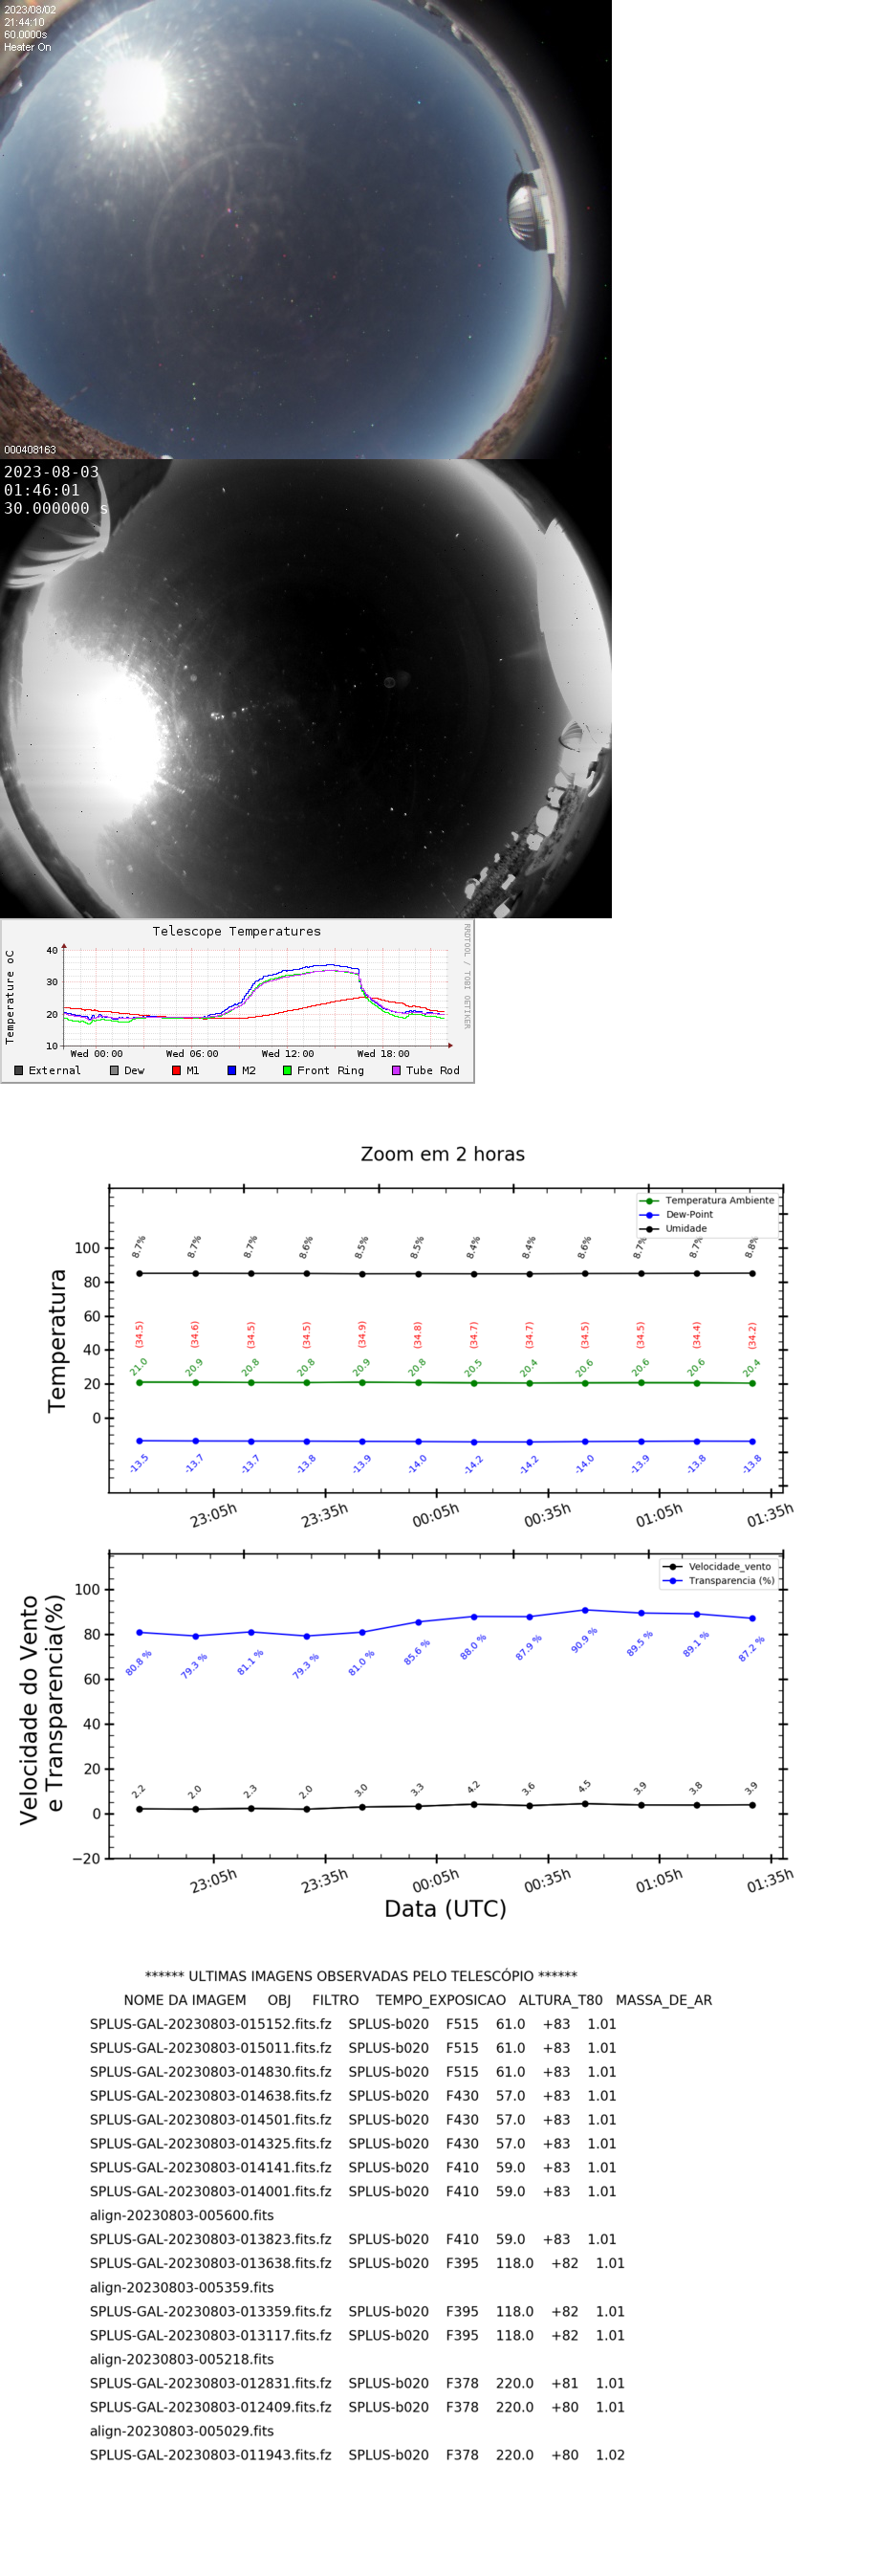 2023/08/02
21:44:10
60.0000s
Heater On
000408163
2023-08-03
01:46:01
30.000000 s
Telescope Temperatures
RRDTOOL / TOBI OETIKER
Temperature oC
40
30
20
10
Wed 00:00 Wed 06:00 Wed 12:00 Wed 18:00
External Dew M1 M2 Front Ring Tube Rod
Zoom em 2 horas
Temperatura Ambiente
Dew-Point
Umidade
Temperatura
100
80
60
40
20
0
8.7% 8.7% 8.7% 8.6% 8.5% 8.5% 8.4% 8.4% 8.6% 8.7% 8.7% 8.8%
(34.5) (34.6) (34.5) (34.5) (34.9) (34.8) (34.7) (34.7) (34.5) (34.5) (34.4) (34.2)
21.0 20.9 20.8 20.8 20.9 20.8 20.5 20.4 20.6 20.6 20.6 20.4
-13.5 -13.7 -13.7 -13.8 -13.9 -14.0 -14.2 -14.2 -14.0 -13.9 -13.8 -13.8
23:05h 23:35h 00:05h 00:35h 01:05h 01:35h
Velocidade_vento
Transparencia (%)
Velocidade do Vento
e Transparencia(%)
100
80
60
40
20
0
−20
80.8 % 79.3 % 81.1 % 79.3 % 81.0 % 85.6 % 88.0 % 87.9 % 90.9 % 89.5 % 89.1 % 87.2 %
2.2 2.0 2.3 2.0 3.0 3.3 4.2 3.6 4.5 3.9 3.8 3.9
23:05h 23:35h 00:05h 00:35h 01:05h 01:35h
Data (UTC)
****** ULTIMAS IMAGENS OBSERVADAS PELO TELESCÓPIO ******
NOME DA IMAGEM OBJ FILTRO TEMPO_EXPOSICAO ALTURA_T80 MASSA_DE_AR
SPLUS-GAL-20230803-015152.fits.fz SPLUS-b020 F515 61.0 +83 1.01
SPLUS-GAL-20230803-015011.fits.fz SPLUS-b020 F515 61.0 +83 1.01
SPLUS-GAL-20230803-014830.fits.fz SPLUS-b020 F515 61.0 +83 1.01
SPLUS-GAL-20230803-014638.fits.fz SPLUS-b020 F430 57.0 +83 1.01
SPLUS-GAL-20230803-014501.fits.fz SPLUS-b020 F430 57.0 +83 1.01
SPLUS-GAL-20230803-014325.fits.fz SPLUS-b020 F430 57.0 +83 1.01
SPLUS-GAL-20230803-014141.fits.fz SPLUS-b020 F410 59.0 +83 1.01
SPLUS-GAL-20230803-014001.fits.fz SPLUS-b020 F410 59.0 +83 1.01
align-20230803-005600.fits
SPLUS-GAL-20230803-013823.fits.fz SPLUS-b020 F410 59.0 +83 1.01
SPLUS-GAL-20230803-013638.fits.fz SPLUS-b020 F395 118.0 +82 1.01
align-20230803-005359.fits
SPLUS-GAL-20230803-013359.fits.fz SPLUS-b020 F395 118.0 +82 1.01
SPLUS-GAL-20230803-013117.fits.fz SPLUS-b020 F395 118.0 +82 1.01
align-20230803-005218.fits
SPLUS-GAL-20230803-012831.fits.fz SPLUS-b020 F378 220.0 +81 1.01
SPLUS-GAL-20230803-012409.fits.fz SPLUS-b020 F378 220.0 +80 1.01
align-20230803-005029.fits
SPLUS-GAL-20230803-011943.fits.fz SPLUS-b020 F378 220.0 +80 1.02